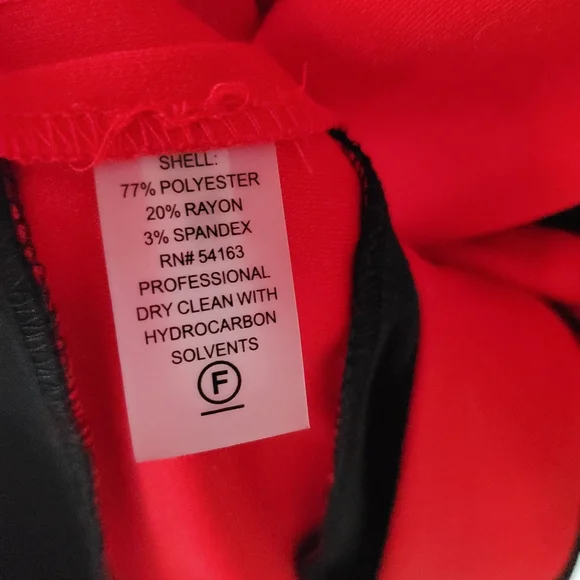 SHELL:
77% POLYESTER
20% RAYON
3% SPANDEX
RN# 54163
PROFESSIONAL
DRY CLEAN WITH
HYDROCARBON
SOLVENTS
F